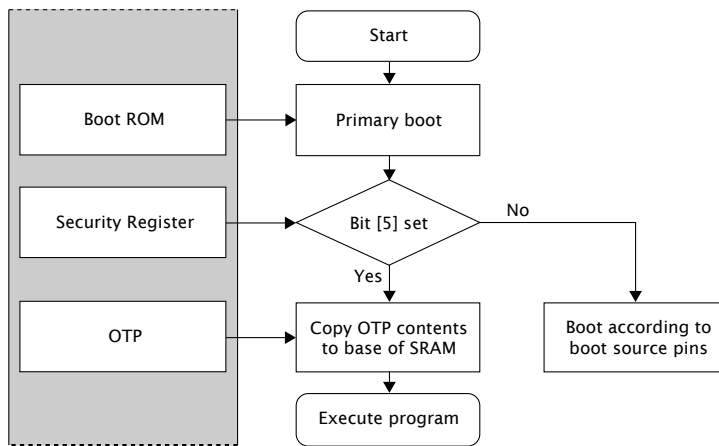 Start
Boot ROM
Primary boot
Security Register
Bit [5] set
No
Yes
OTP
Copy OTP contents
to base of SRAM
Boot according to
boot source pins
Execute program